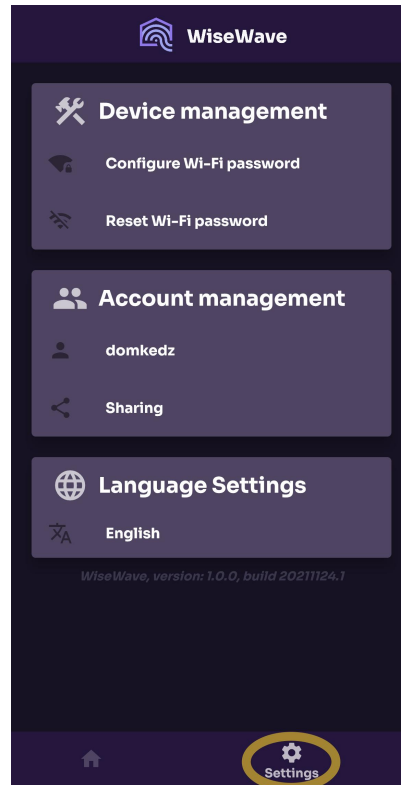 WiseWave
Device management
Configure Wi-Fi password
Reset Wi-Fi password
Account management
domkedz
Sharing
Language Settings
English
WiseWave, version: 1.0.0, build 20211124.1
Settings